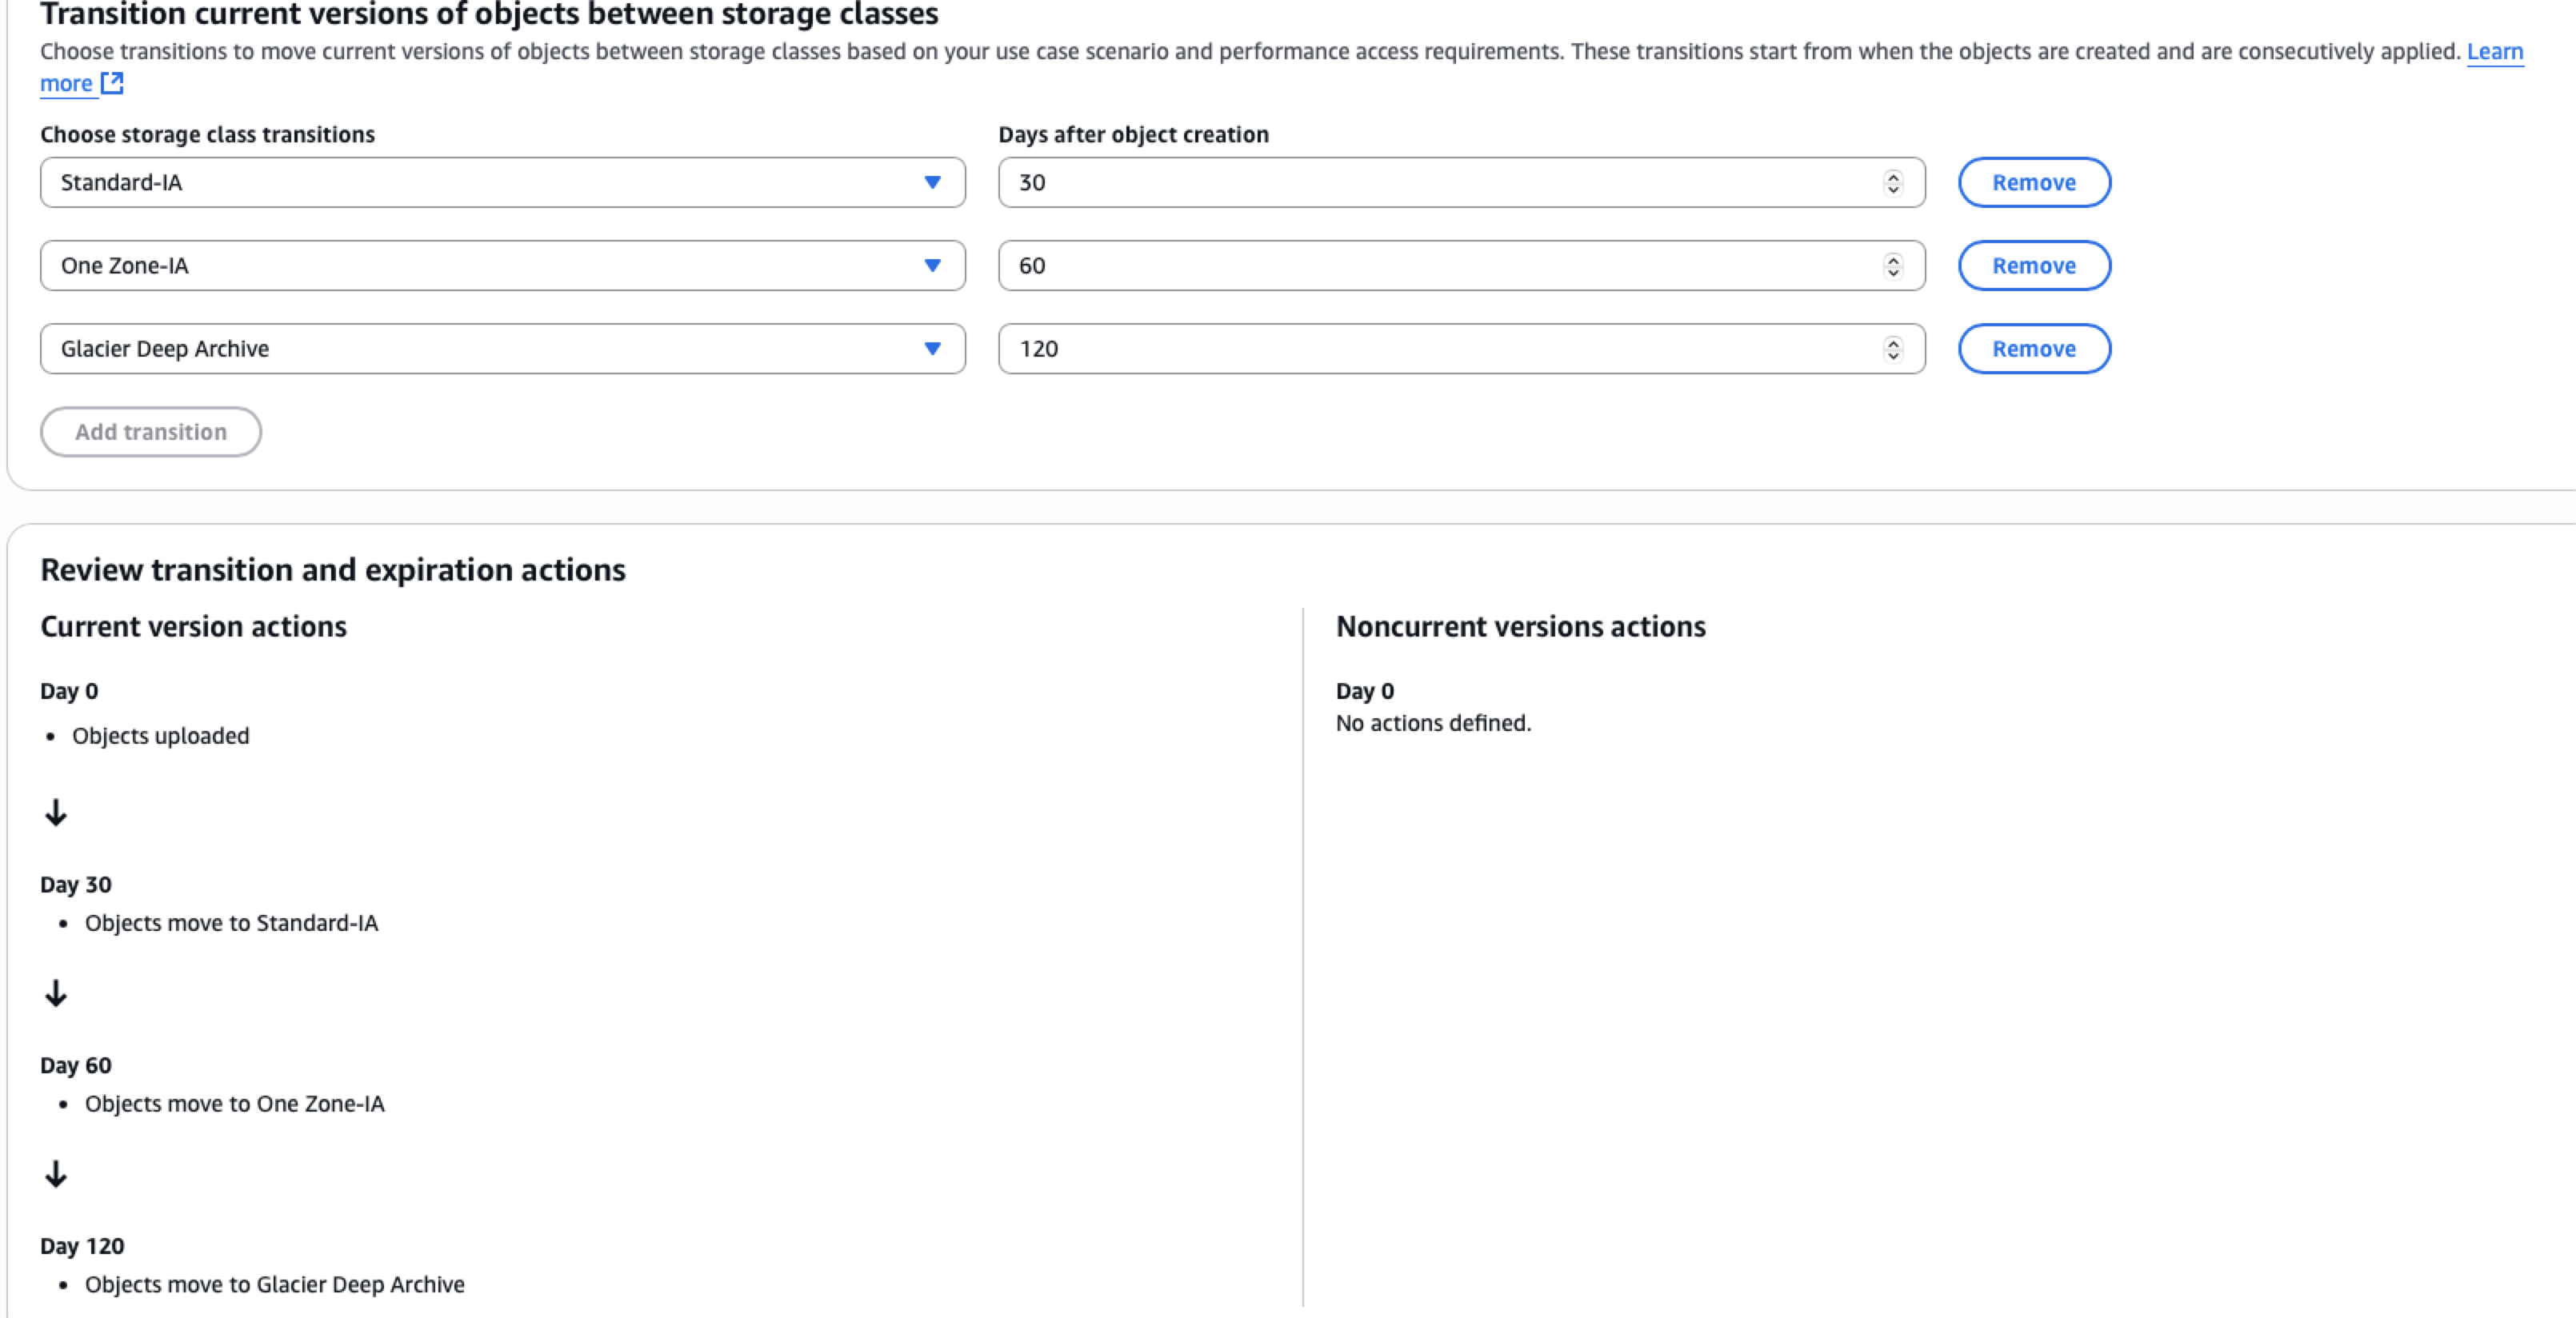 Transition current versions of objects between storage classes
Choose transitions to move current versions of objects between storage classes based on your use case scenario and performance access requirements. These transitions start from when the objects are created and are consecutively applied. Learn
more
Choose storage class transitions
Days after object creation
Standard-IA
30
Remove
One Zone-IA
60
Remove
Glacier Deep Archive
120
Remove
Add transition
Review transition and expiration actions
Current version actions
Day 0
• Objects uploaded
Day 30
• Objects move to Standard-IA
Day 60
• Objects move to One Zone-IA
Day 120
• Objects move to Glacier Deep Archive
Noncurrent versions actions
Day 0
No actions defined.